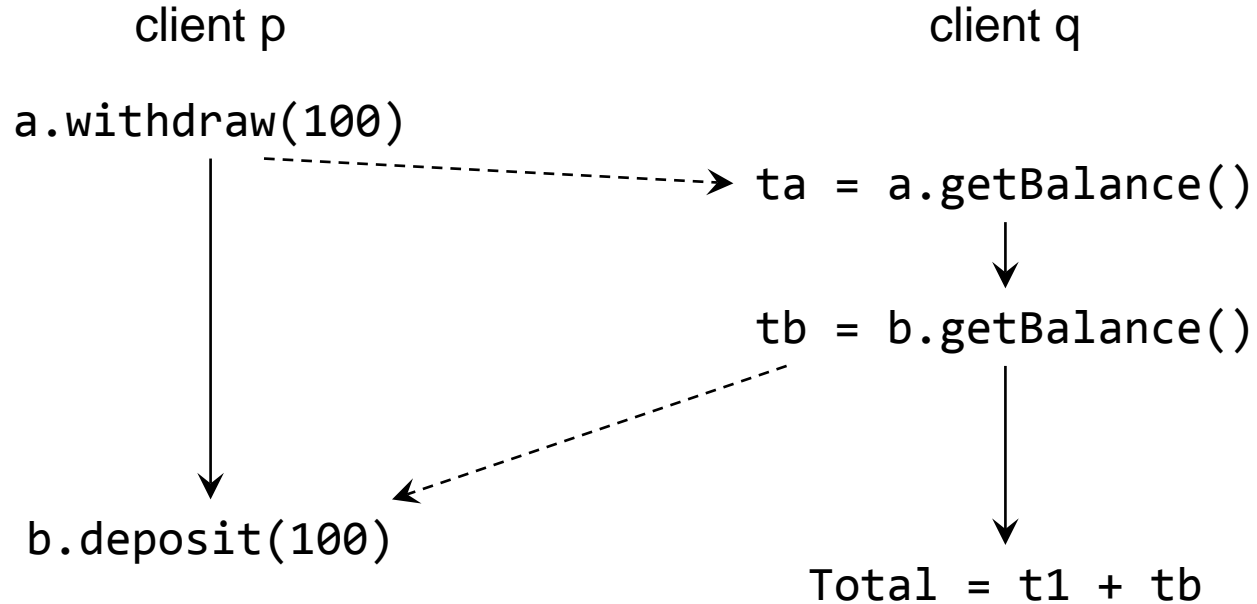 client p
client q
a.withdraw(100)
ta = a.getBalance()
tb = b.getBalance()
b.deposit(100)
Total = t1 + tb